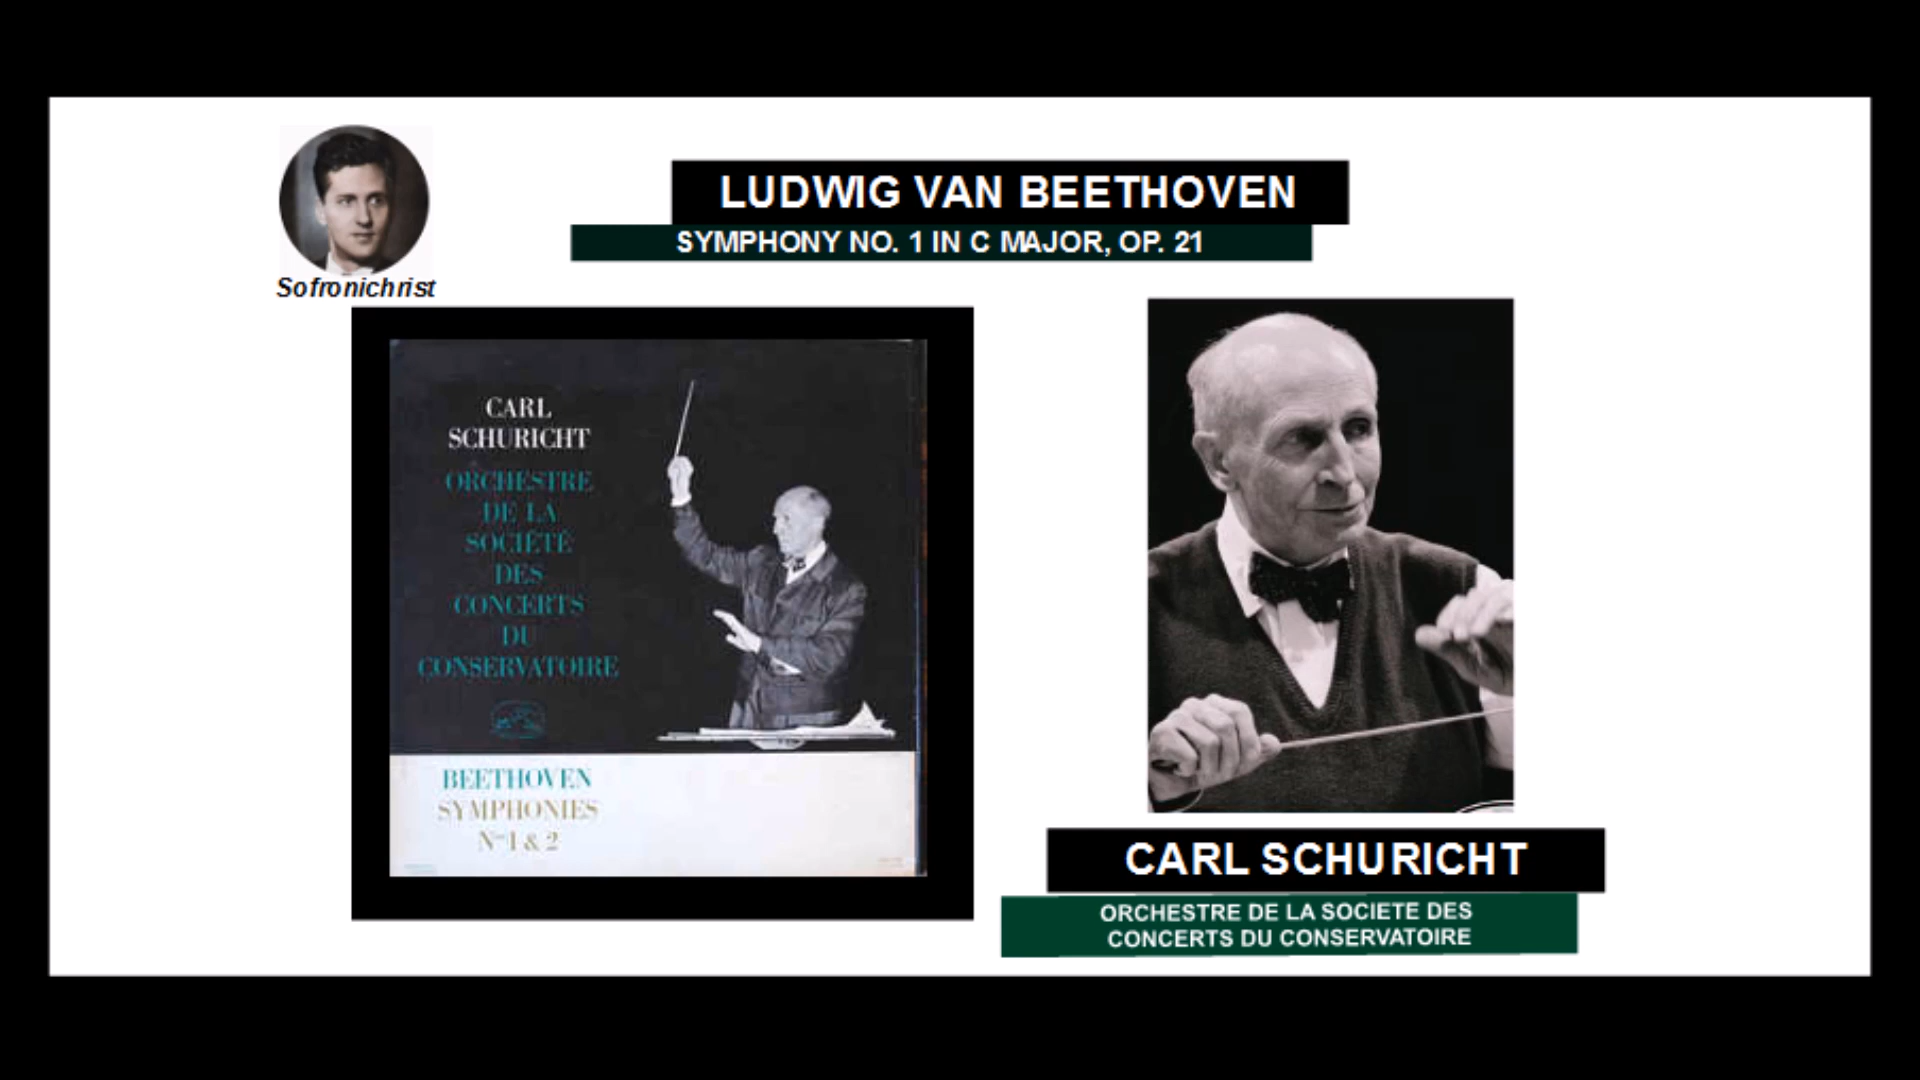 LUDWIG VAN BEETHOVEN
SYMPHONY NO. 1 IN C MAJOR, OP. 21
Sofronichrist
CARL
SCHURICHT
ORCHESTRE
DE LA
SOCIÉTÉ
DES
CONCERTS
DU
CONSERVATOIRE
BEETHOVEN
SYMPHONIES
Nos 1 & 2
CARL SCHURICHT
ORCHESTRE DE LA SOCIETE DES
CONCERTS DU CONSERVATOIRE